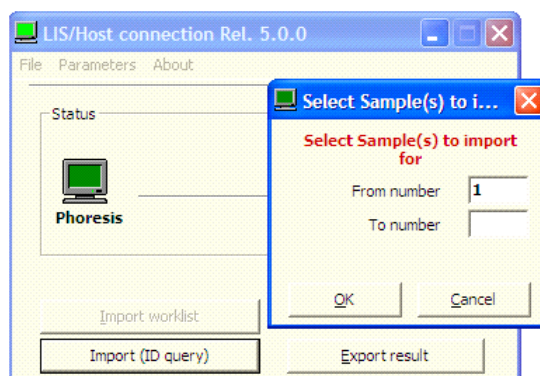 LIS/Host connection Rel. 5.0.0
File Parameters About
Status
Phoresis
Select Sample(s) to i...
Select Sample(s) to import
for
From number 1
To number
OK Cancel
Import worklist
Import (ID query) Export result